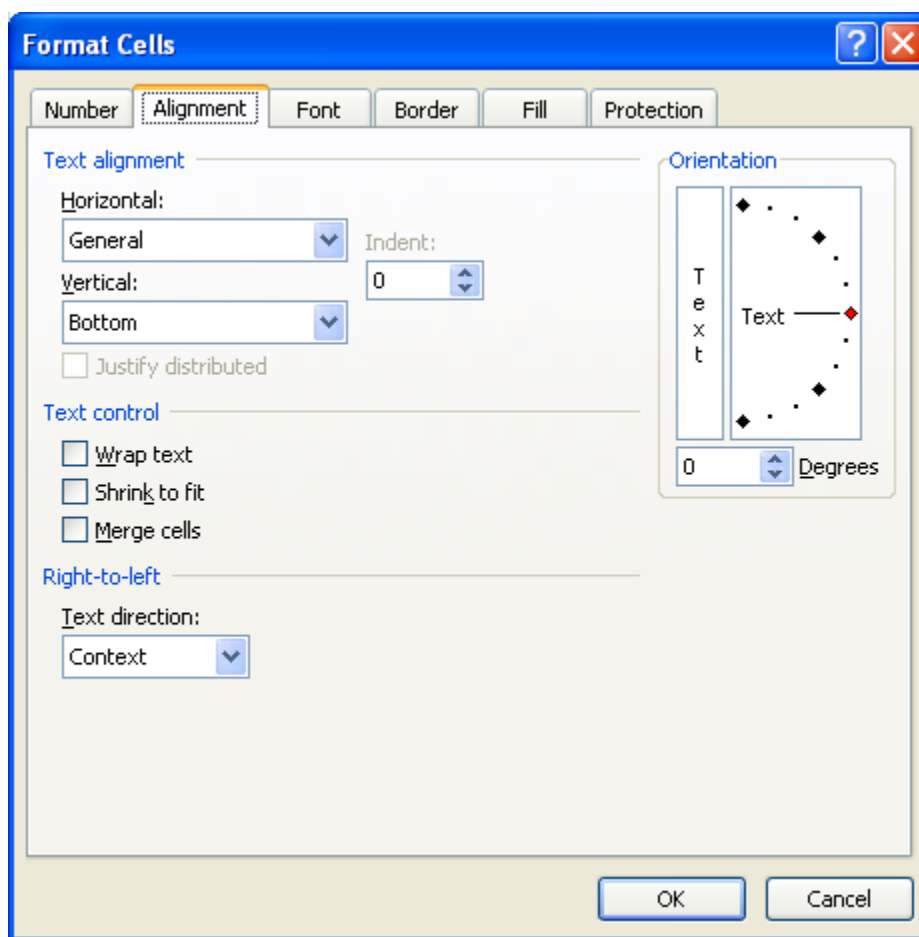 Format Cells
Number Alignment Font Border Fill Protection
Text alignment
Horizontal:
General
Indent:
0
Vertical:
Bottom
Justify distributed
Text control
Wrap text
Shrink to fit
Merge cells
Right-to-left
Text direction:
Context
Orientation
Text
Text
0 Degrees
OK Cancel